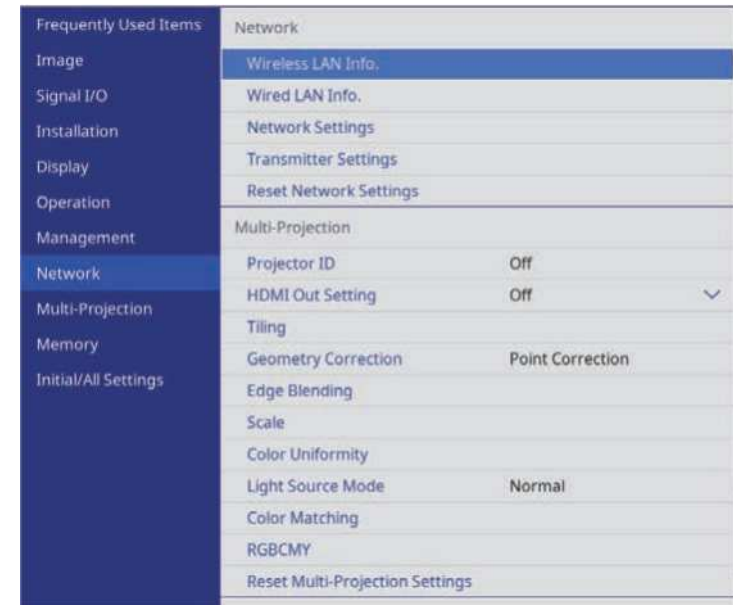 Frequently Used Items
Image
Signal I/O
Installation
Display
Operation
Management
Network
Multi-Projection
Memory
Initial/All Settings
Network
Wireless LAN Info.
Wired LAN Info.
Network Settings
Transmitter Settings
Reset Network Settings
Multi-Projection
Projector ID Off
HDMI Out Setting Off
Tiling
Geometry Correction Point Correction
Edge Blending
Scale
Color Uniformity
Light Source Mode Normal
Color Matching
RGBCMY
Reset Multi-Projection Settings